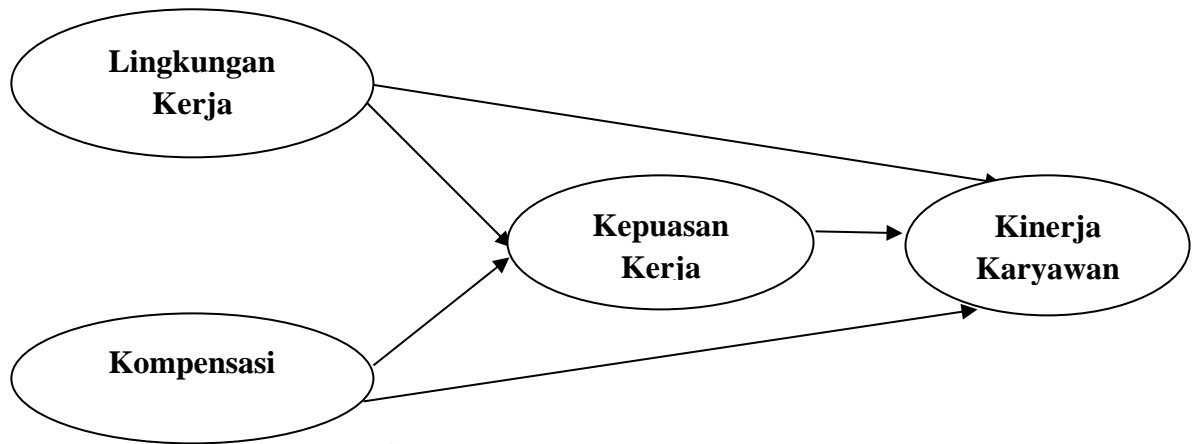 Lingkungan
Kerja
Kepuasan
Kerja
Kinerja
Karyawan
Kompensasi